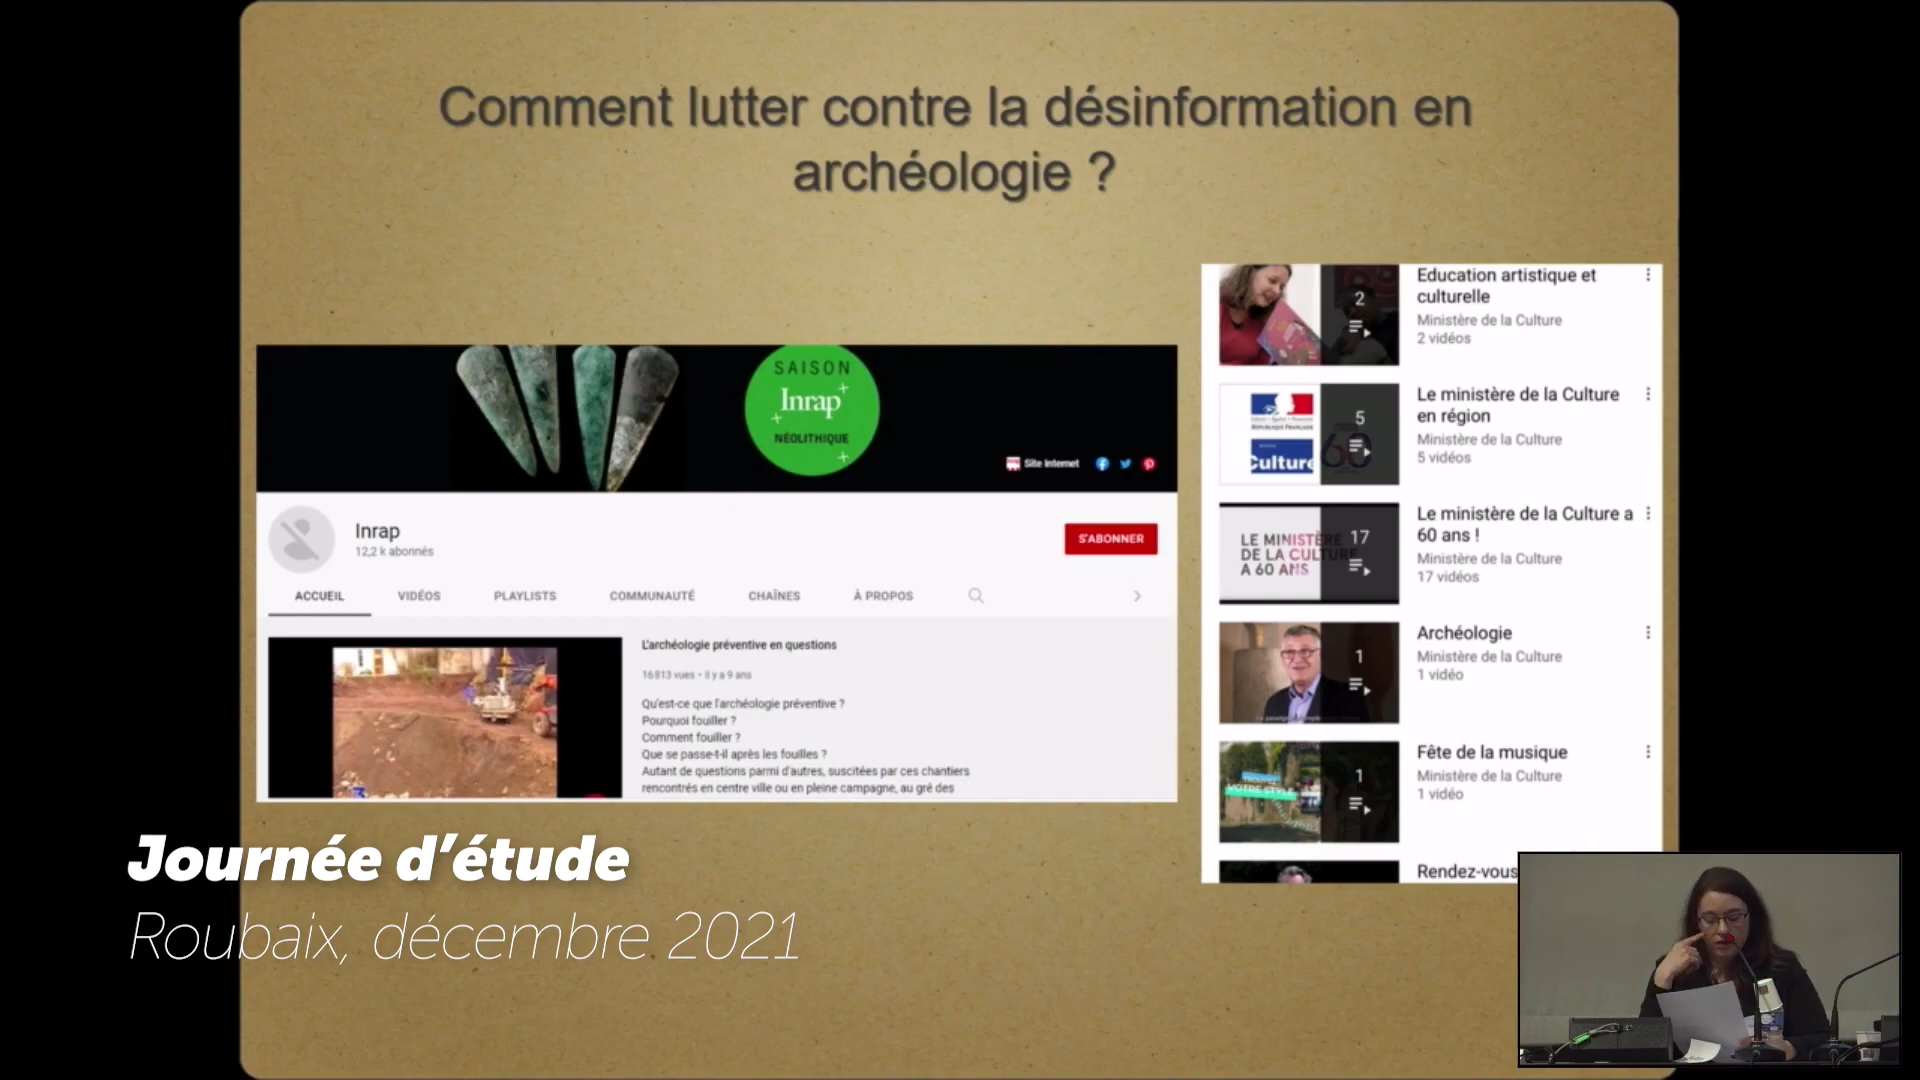 Comment lutter contre la désinformation en
archéologie ?
SAISON
Inrap
NÉOLITHIQUE
Site Internet
Inrap
12,2 k abonnés
S'ABONNER
ACCUEIL
VIDÉOS
PLAYLISTS
COMMUNAUTÉ
CHAÎNES
À PROPOS
L'archéologie préventive en questions
16 813 vues • il y a 9 ans
Qu'est-ce que l'archéologie préventive ?
Pourquoi fouiller ?
Comment fouiller ?
Que se passe-t-il après les fouilles ?
Autant de questions parmi d'autres, suscitées par ces chantiers
rencontrés en centre ville ou en pleine campagne, au gré des
2
Education artistique et
culturelle
Ministère de la Culture
2 vidéos
RÉPUBLIQUE FRANÇAISE
Culture
60
5
Le ministère de la Culture
en région
Ministère de la Culture
5 vidéos
LE MINISTÈRE
DE LA CULTURE
A 60 ANS
17
Le ministère de la Culture a
60 ans !
Ministère de la Culture
17 vidéos
1
Archéologie
Ministère de la Culture
1 vidéo
VOTRE STYLE
1
Fête de la musique
Ministère de la Culture
1 vidéo
Rendez-vous
Journée d'étude
Roubaix, décembre 2021